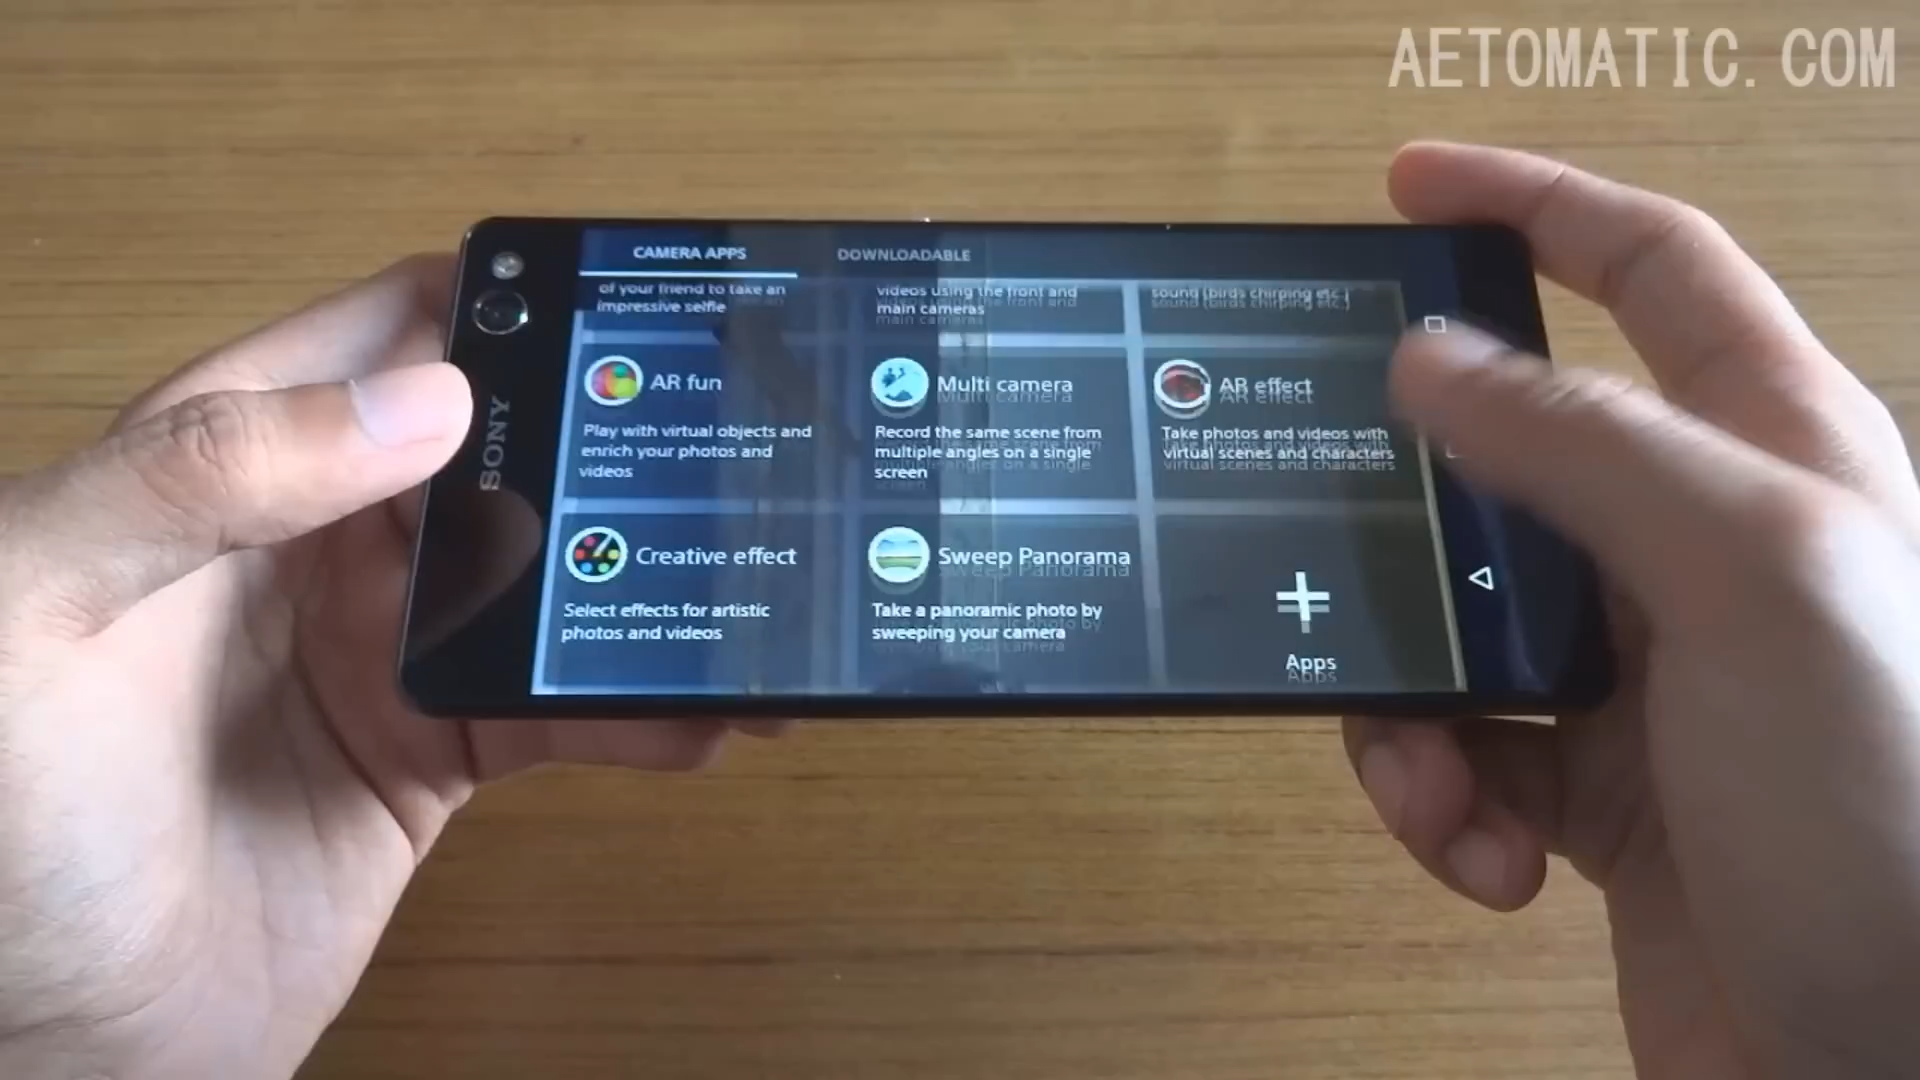 AETOMATIC.COM
CAMERA APPS
DOWNLOADABLE
of your friend to take an
impressive selfie
videos using the front and
main cameras
sound (birds chirping etc.)
AR fun
Play with virtual objects and
enrich your photos and
videos
Multi camera
Record the same scene from
multiple angles on a single
screen
AR effect
Take photos and videos with
virtual scenes and characters
Creative effect
Select effects for artistic
photos and videos
Sweep Panorama
Take a panoramic photo by
sweeping your camera
Apps
SONY